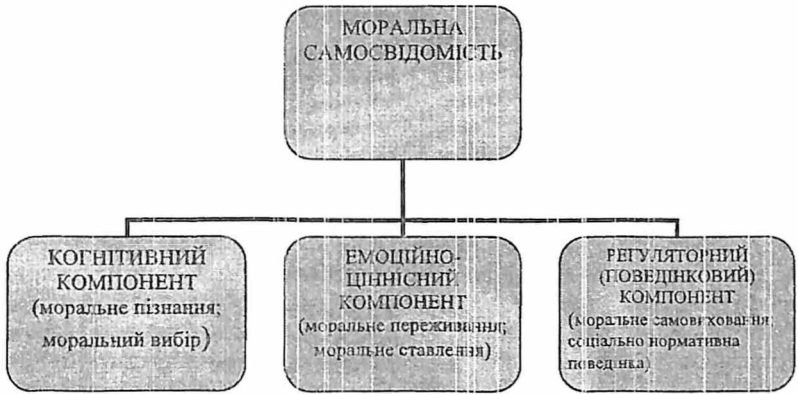 МОРАЛЬНА
САМОСВІДОМІСТЬ
КОГНІТИВНИЙ
КОМПОНЕНТ
(моральне пізнання;
моральний вибір)
ЕМОЦІЙНО-
ЦІННІСНИЙ
КОМПОНЕНТ
(моральне переживання;
моральне ставлення)
РЕГУЛЯТОРНИЙ
(ПОВЕДІНКОВИЙ)
КОМПОНЕНТ
(моральне самовиховання;
соціально нормативна
поведінка)